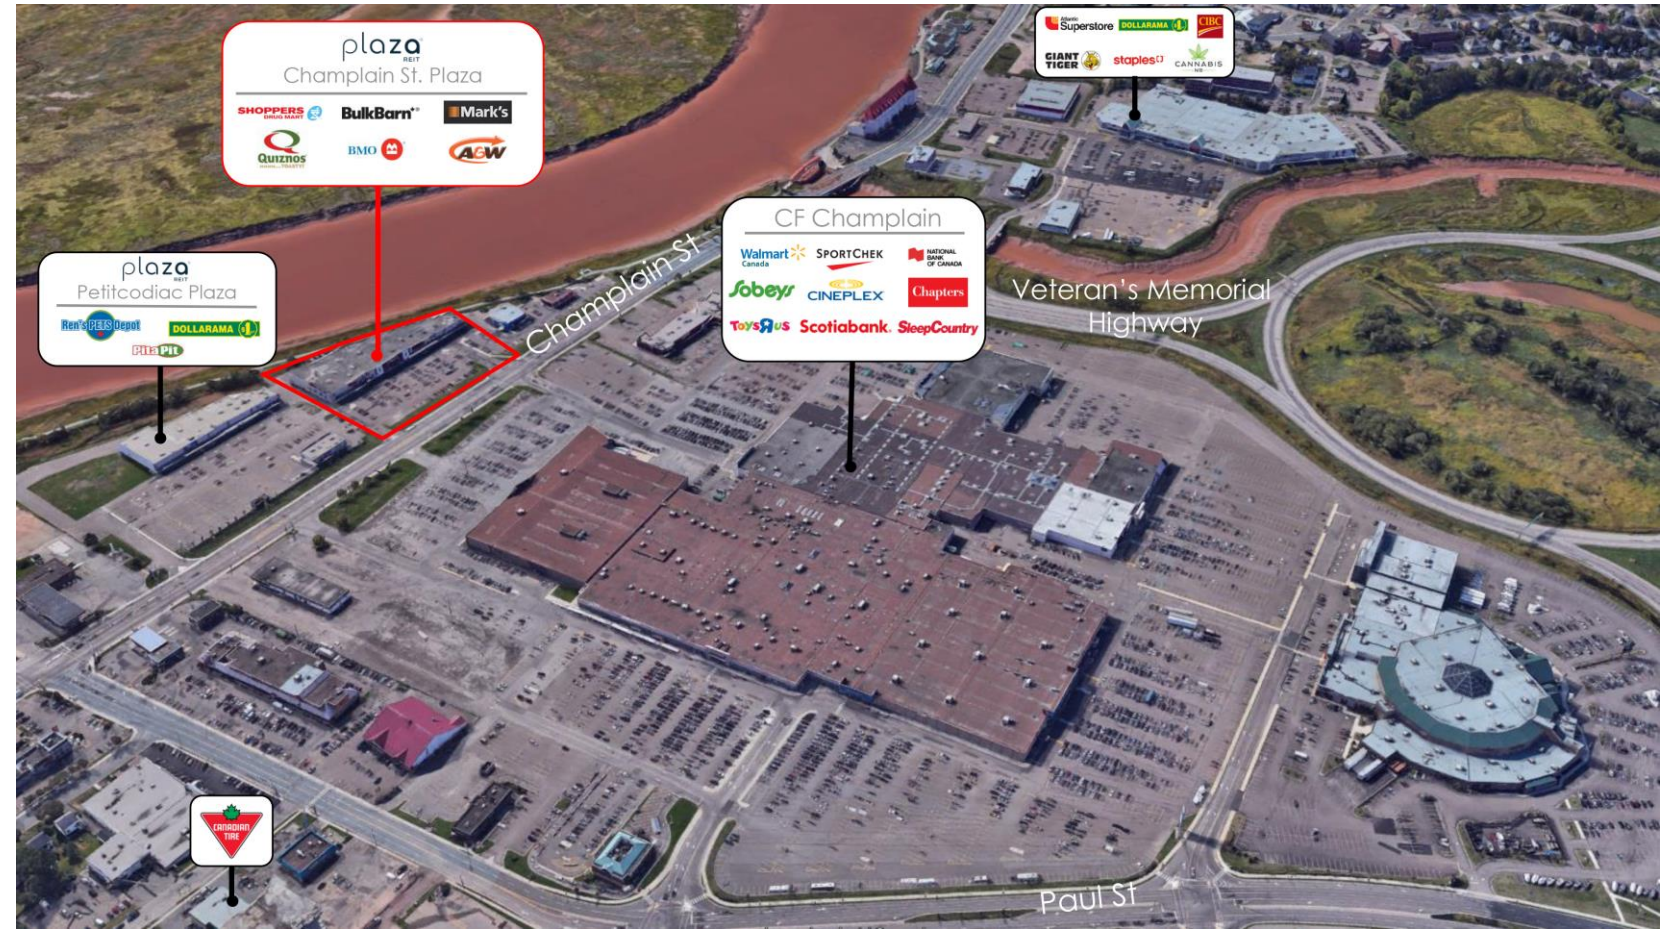 plaza
REIT
Champlain St. Plaza
SHOPPERS
DRUG MART
BulkBarn
Mark's
Quiznos
BMO
A&W
Atlantic
Superstore
DOLLARAMA
CIBC
GIANT
TIGER
staples
CANNABIS
NB
plaza
REIT
Petitcodiac Plaza
Ren's PETS Depot
DOLLARAMA
Pita Pit
CF Champlain
Walmart
Canada
SPORTCHEK
NATIONAL
BANK
OF CANADA
Sobeys
CINEPLEX
Chapters
ToysRus
Scotiabank.
SleepCountry
Champlain St
Veteran's Memorial
Highway
CANADIAN
TIRE
Paul St